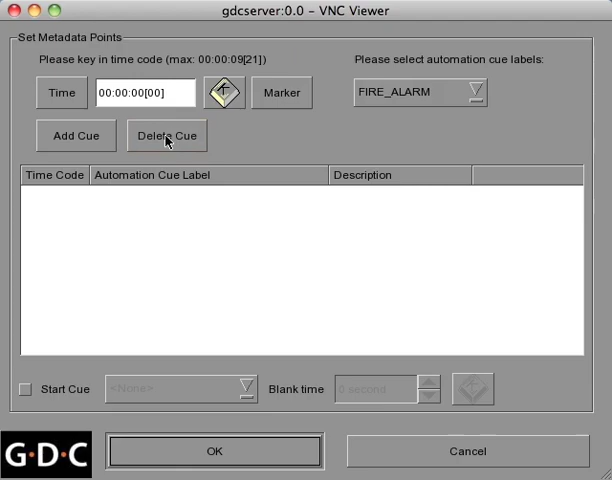 gdcserver:0.0 – VNC Viewer
Set Metadata Points
Please key in time code (max: 00:00:09[21])
Please select automation cue labels:
Time
00:00:00[00]
Marker
FIRE_ALARM
Add Cue
Delete Cue
Time Code
Automation Cue Label
Description
Start Cue
<None>
Blank time
0 second
G·D·C
OK
Cancel